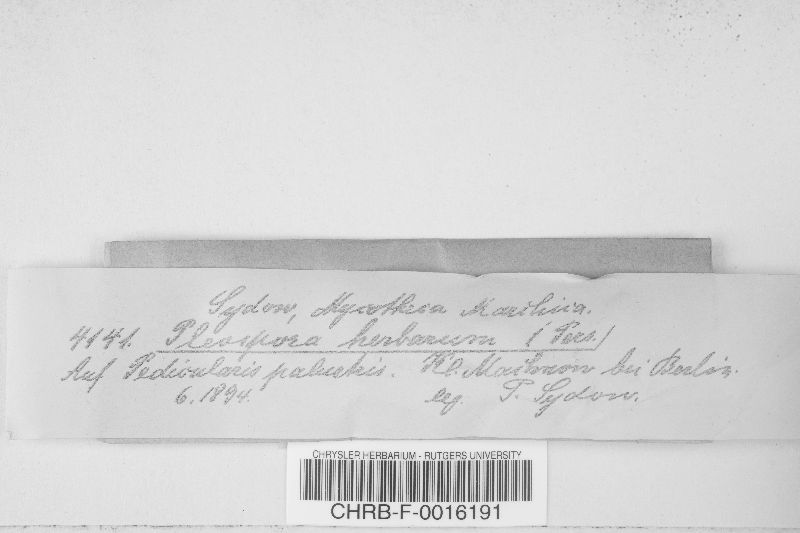 Sydow, Mycotheca Marchica.
4141. Pleospora herbarum (Pers.)
Auf Pedicularis palustris. Kl. Machnow bei Berlin.
6. 1894. leg. P. Sydow.
CHRYSLER HERBARIUM - RUTGERS UNIVERSITY
CHRB-F-0016191